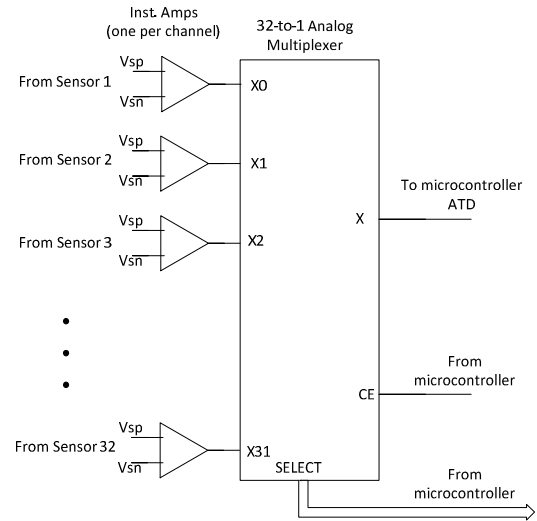 Inst. Amps
(one per channel)
32-to-1 Analog
Multiplexer
Vsp
From Sensor 1
Vsn
X0
Vsp
From Sensor 2
Vsn
X1
Vsp
From Sensor 3
Vsn
X2
To microcontroller
ATD
X
From
microcontroller
CE
Vsp
From Sensor 32
Vsn
X31
SELECT
From
microcontroller